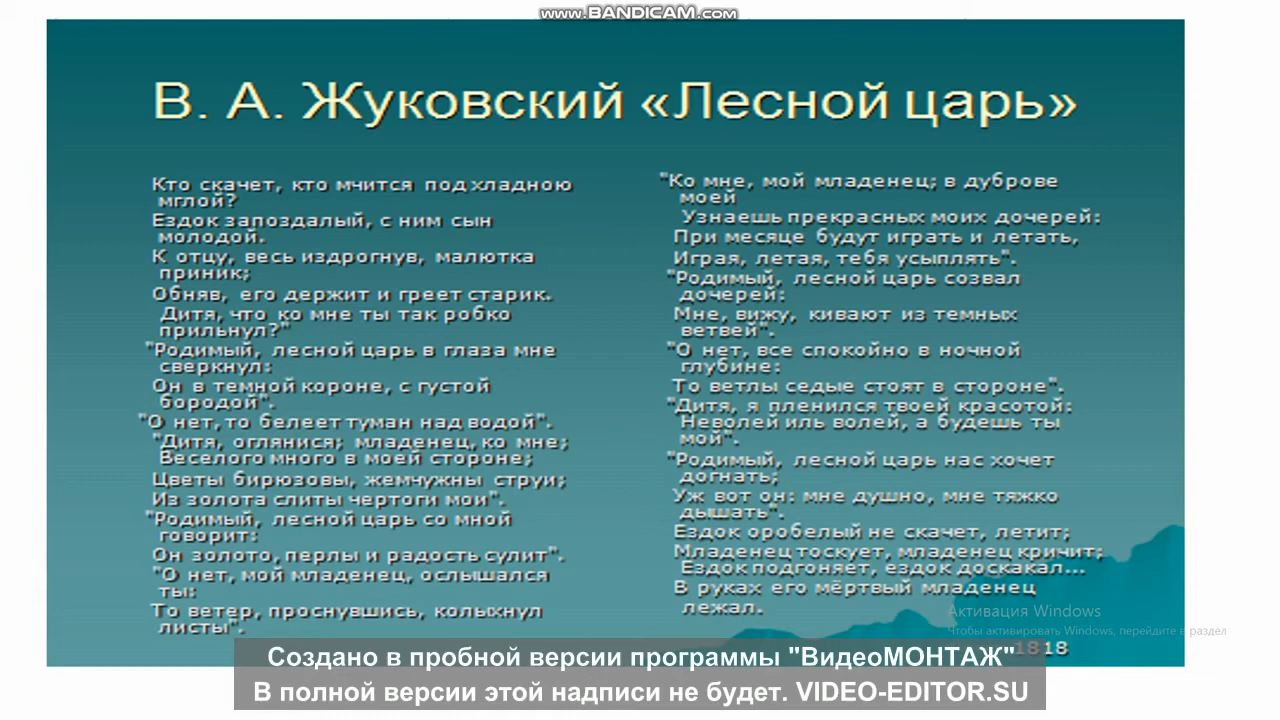 www.BANDICAM.com
В. А. Жуковский «Лесной царь»
Кто скачет, кто мчится под хладною
мглой?
Ездок запоздалый, с ним сын
молодой.
К отцу, весь издрогнув, малютка
приник;
Обняв, его держит и греет старик.
Дитя, что ко мне ты так робко
прильнул?"
"Родимый, лесной царь в глаза мне
сверкнул:
Он в темной короне, с густой
бородой".
"О нет, то белеет туман над водой".
"Дитя, оглянися; младенец, ко мне;
Веселого много в моей стороне;
Цветы бирюзовы, жемчужны струи;
Из золота слиты чертоги мои".
"Родимый, лесной царь со мной
говорит:
Он золото, перлы и радость сулит".
"О нет, мой младенец, ослышался
ты:
То ветер, проснувшись, колыхнул
листы".
"Ко мне, мой младенец; в дуброве
моей
Узнаешь прекрасных моих дочерей:
При месяце будут играть и летать,
Играя, летая, тебя усыплять".
"Родимый, лесной царь созвал
дочерей:
Мне, вижу, кивают из темных
ветвей".
"О нет, все спокойно в ночной
глубине:
То ветлы седые стоят в стороне".
"Дитя, я пленился твоей красотой:
Неволей иль волей, а будешь ты
мой".
"Родимый, лесной царь нас хочет
догнать;
Уж вот он: мне душно, мне тяжко
дышать".
Ездок оробелый не скачет, летит;
Младенец тоскует, младенец кричит;
Ездок подгоняет, ездок доскакал...
В руках его мёртвый младенец
лежал.
1818
Активация Windows
Чтобы активировать Windows, перейдите в раздел
Создано в пробной версии программы "ВидеоМОНТАЖ"
В полной версии этой надписи не будет. VIDEO-EDITOR.SU